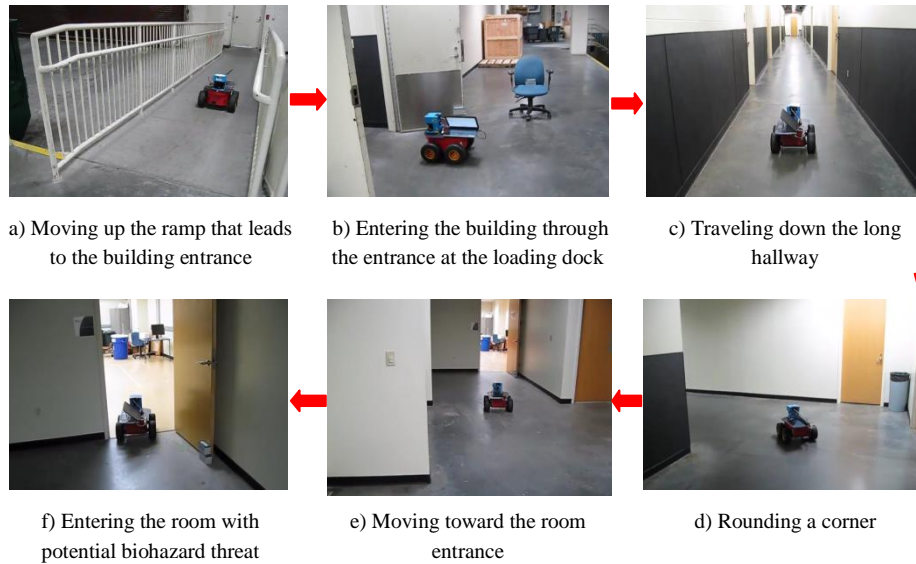 a) Moving up the ramp that leads
to the building entrance
b) Entering the building through
the entrance at the loading dock
c) Traveling down the long
hallway
f) Entering the room with
potential biohazard threat
e) Moving toward the room
entrance
d) Rounding a corner